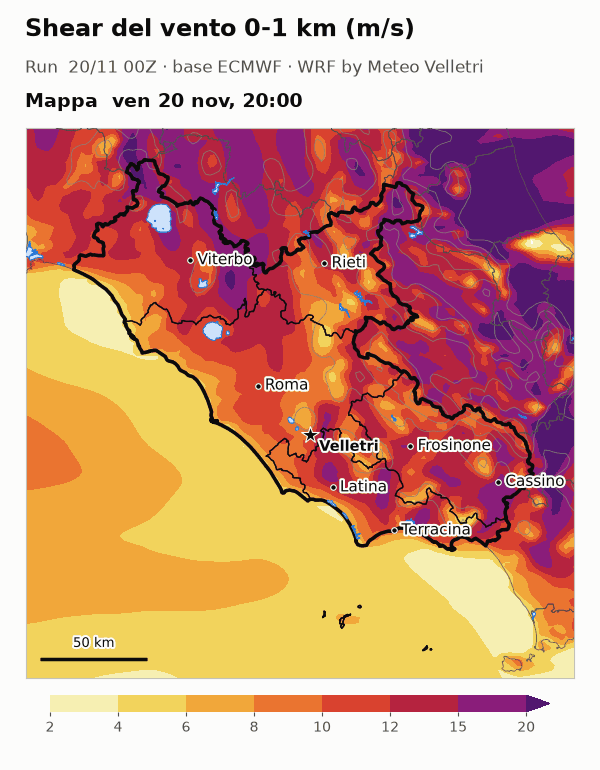 Shear del vento 0-1 km (m/s)
Run  20/11 00Z · base ECMWF · WRF by Meteo Velletri
Mappa  ven 20 nov, 20:00
Viterbo
Rieti
Roma
Velletri
Frosinone
Latina
Cassino
Terracina
50 km
2 4 6 8 10 12 15 20